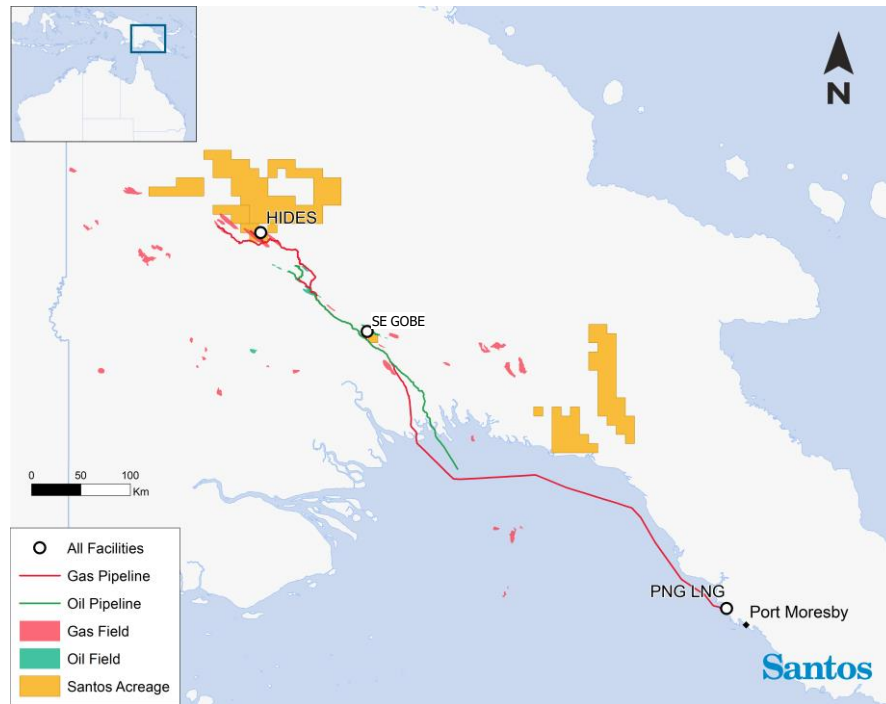 N
HIDES
SE GOBE
0 50 100
Km
PNG LNG
Port Moresby
Santos
All Facilities
Gas Pipeline
Oil Pipeline
Gas Field
Oil Field
Santos Acreage